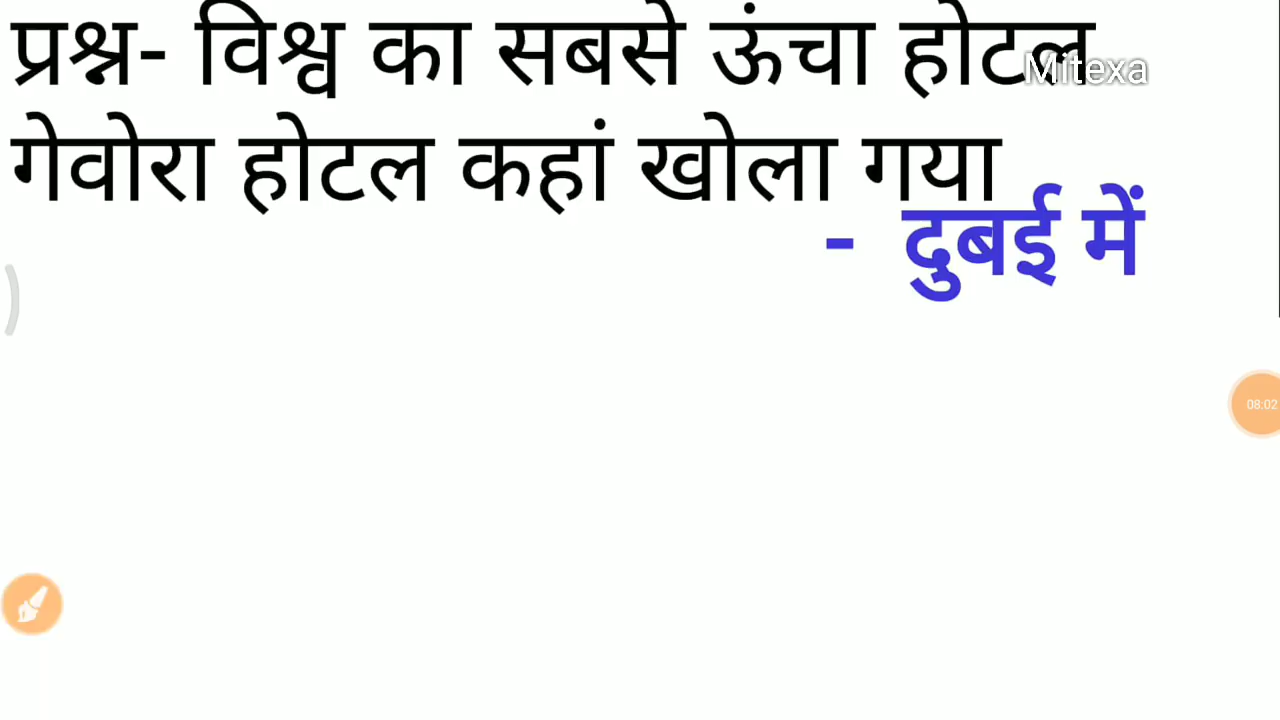 प्रश्न- विश्व का सबसे ऊंचा होटल
Mitexa
गेवोरा होटल कहां खोला गया
- दुबई में
08:02